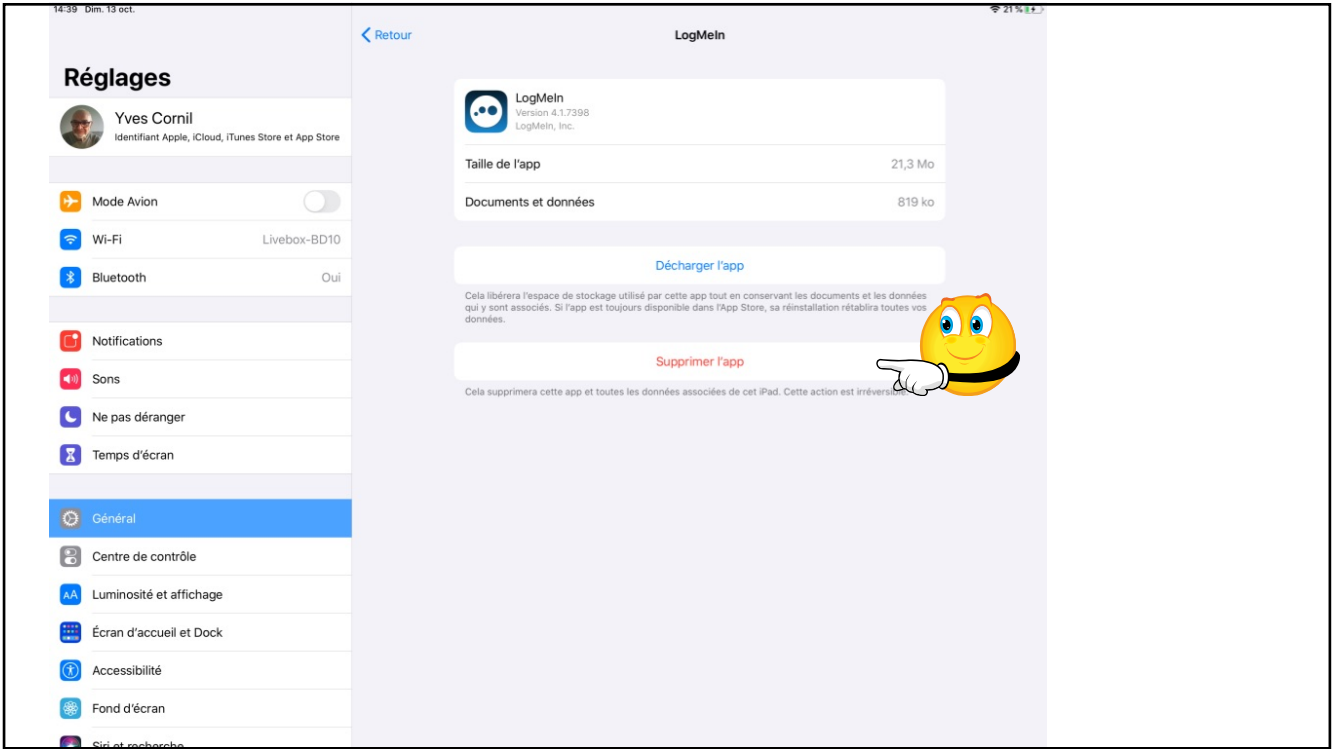 14:39 Dim. 13 oct.
21 %
Retour
LogMeIn
Réglages
Yves Cornil
Identifiant Apple, iCloud, iTunes Store et App Store
Mode Avion
Wi-Fi
Livebox-BD10
Bluetooth
Oui
Notifications
Sons
Ne pas déranger
Temps d'écran
Général
Centre de contrôle
AA
Luminosité et affichage
Écran d'accueil et Dock
Accessibilité
Fond d'écran
Siri et recherche
LogMeIn
Version 4.1.7398
LogMeIn, Inc.
Taille de l'app
21,3 Mo
Documents et données
819 ko
Décharger l'app
Cela libérera l'espace de stockage utilisé par cette app tout en conservant les documents et les données
qui y sont associés. Si l'app est toujours disponible dans l'App Store, sa réinstallation rétablira toutes vos
données.
Supprimer l'app
Cela supprimera cette app et toutes les données associées de cet iPad. Cette action est irréversible.